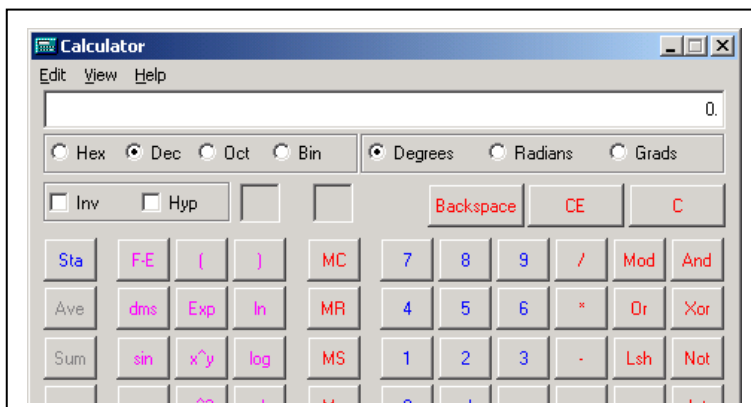 Calculator
Edit View Help
0.
Hex Dec Oct Bin Degrees Radians Grads
Inv Hyp Backspace CE C
Sta F-E ( ) MC 7 8 9 / Mod And
Ave dms Exp ln MR 4 5 6 * Or Xor
Sum sin x^y log MS 1 2 3 - Lsh Not